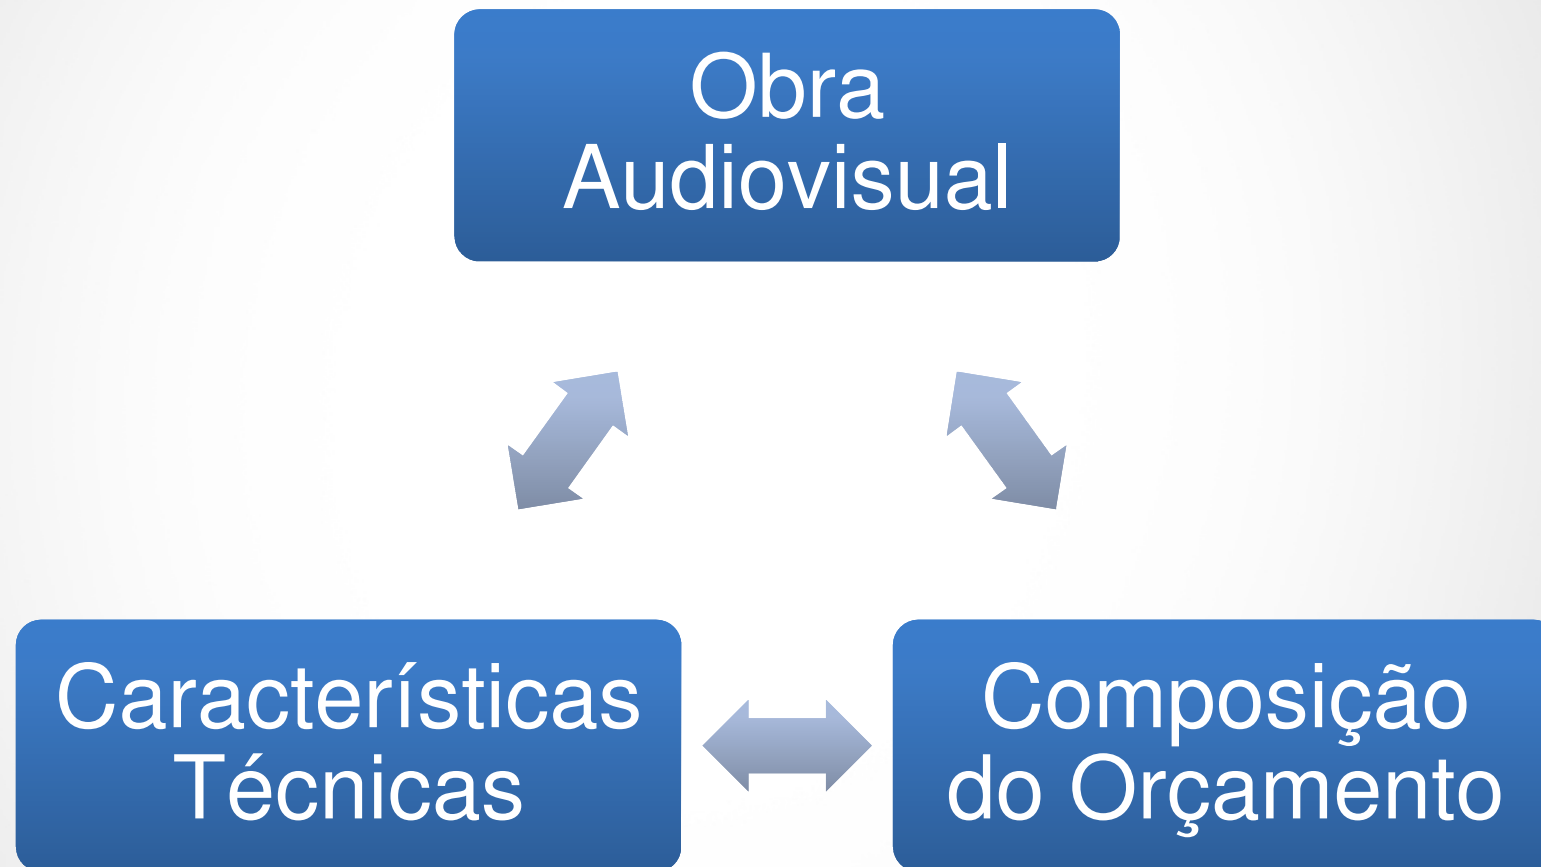 Obra
Audiovisual
Características
Técnicas
Composição
do Orçamento